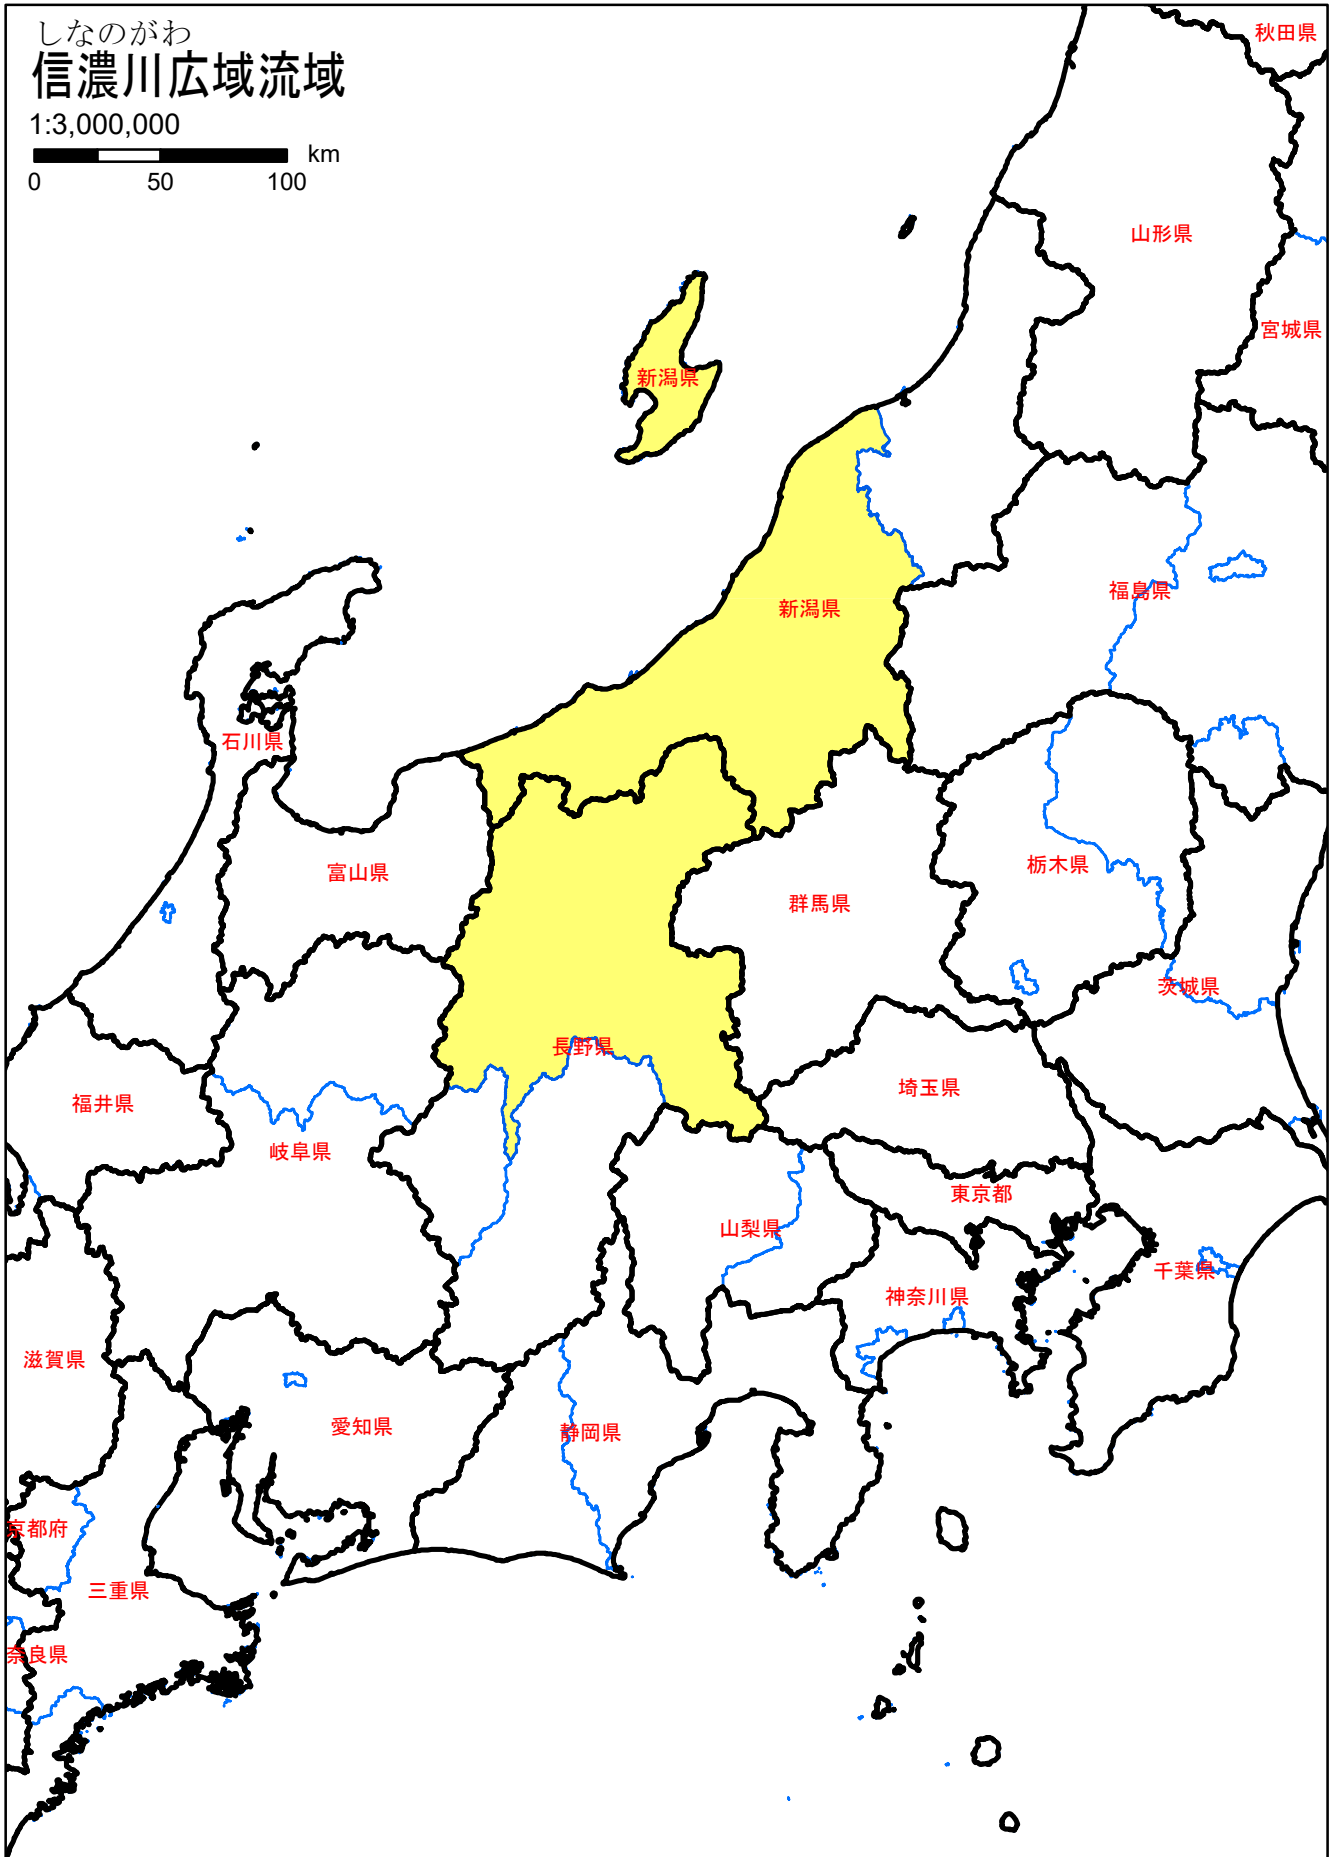 しなのがわ
信濃川広域流域
1:3,000,000
km
0 50 100
秋田県
山形県
宮城県
新潟県
福島県
新潟県
石川県
富山県
栃木県
群馬県
茨城県
長野県
埼玉県
福井県
岐阜県
東京都
山梨県
千葉県
神奈川県
滋賀県
愛知県
静岡県
京都府
三重県
奈良県